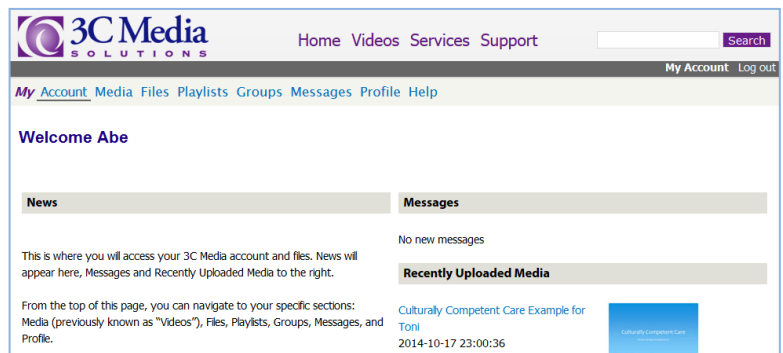 3C Media
SOLUTIONS
Home Videos Services Support
Search
My Account Log out
My Account Media Files Playlists Groups Messages Profile Help
Welcome Abe
News
This is where you will access your 3C Media account and files. News will
appear here, Messages and Recently Uploaded Media to the right.
From the top of this page, you can navigate to your specific sections:
Media (previously known as "Videos"), Files, Playlists, Groups, Messages, and
Profile.
Messages
No new messages
Recently Uploaded Media
Culturally Competent Care Example for
Toni
2014-10-17 23:00:36
Culturally Competent Care